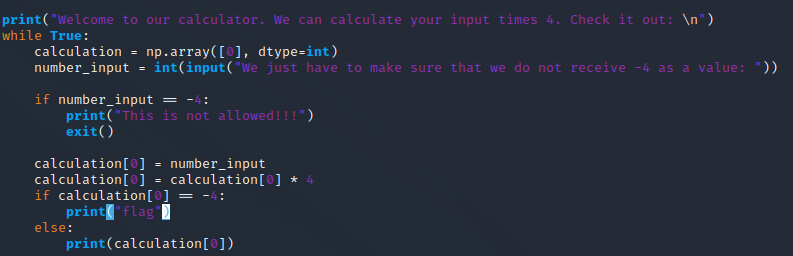 print("Welcome to our calculator. We can calculate your input times 4. Check it out: \n")
while True:
    calculation = np.array([0], dtype=int)
    number_input = int(input("We just have to make sure that we do not receive -4 as a value: "))

    if number_input == -4:
        print("This is not allowed!!!")
        exit()

    calculation[0] = number_input
    calculation[0] = calculation[0] * 4
    if calculation[0] == -4:
        print("flag")
    else:
        print(calculation[0])